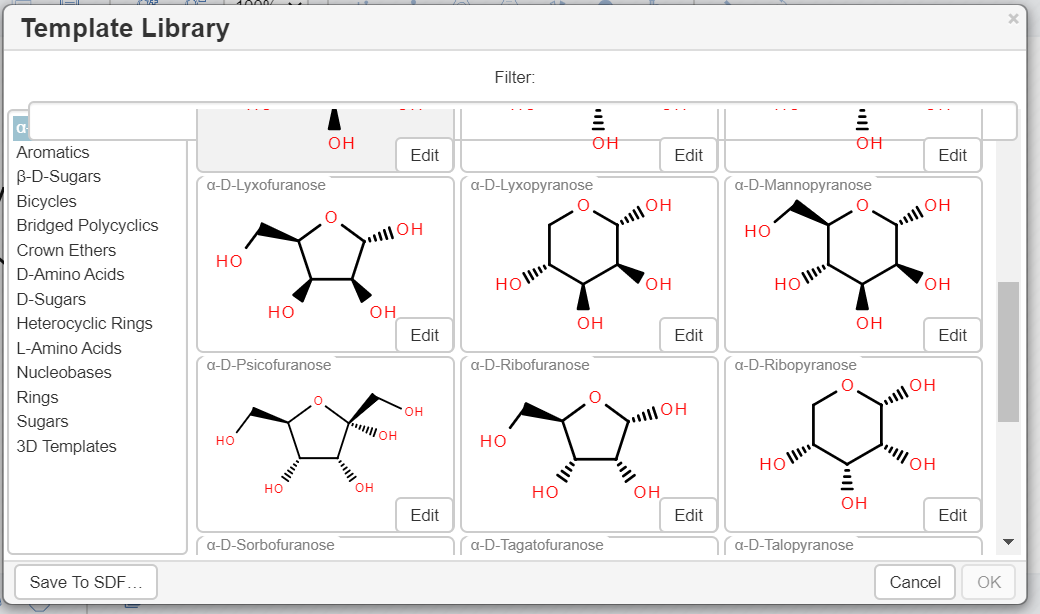 100%
Template Library
×
Filter:
α-
Aromatics
β-D-Sugars
Bicycles
Bridged Polycyclics
Crown Ethers
D-Amino Acids
D-Sugars
Heterocyclic Rings
L-Amino Acids
Nucleobases
Rings
Sugars
3D Templates
OH
Edit
OH
Edit
OH
Edit
α-D-Lyxofuranose
O
OH
HO
HO
OH
Edit
α-D-Lyxopyranose
O
OH
HO
OH
OH
Edit
α-D-Mannopyranose
O
OH
HO
HO
OH
OH
Edit
α-D-Psicofuranose
O
OH
HO
OH
HO
OH
Edit
α-D-Ribofuranose
O
OH
HO
HO
OH
Edit
α-D-Ribopyranose
O
OH
HO
OH
OH
Edit
α-D-Sorbofuranose
α-D-Tagatofuranose
α-D-Talopyranose
Save To SDF…
Cancel
OK